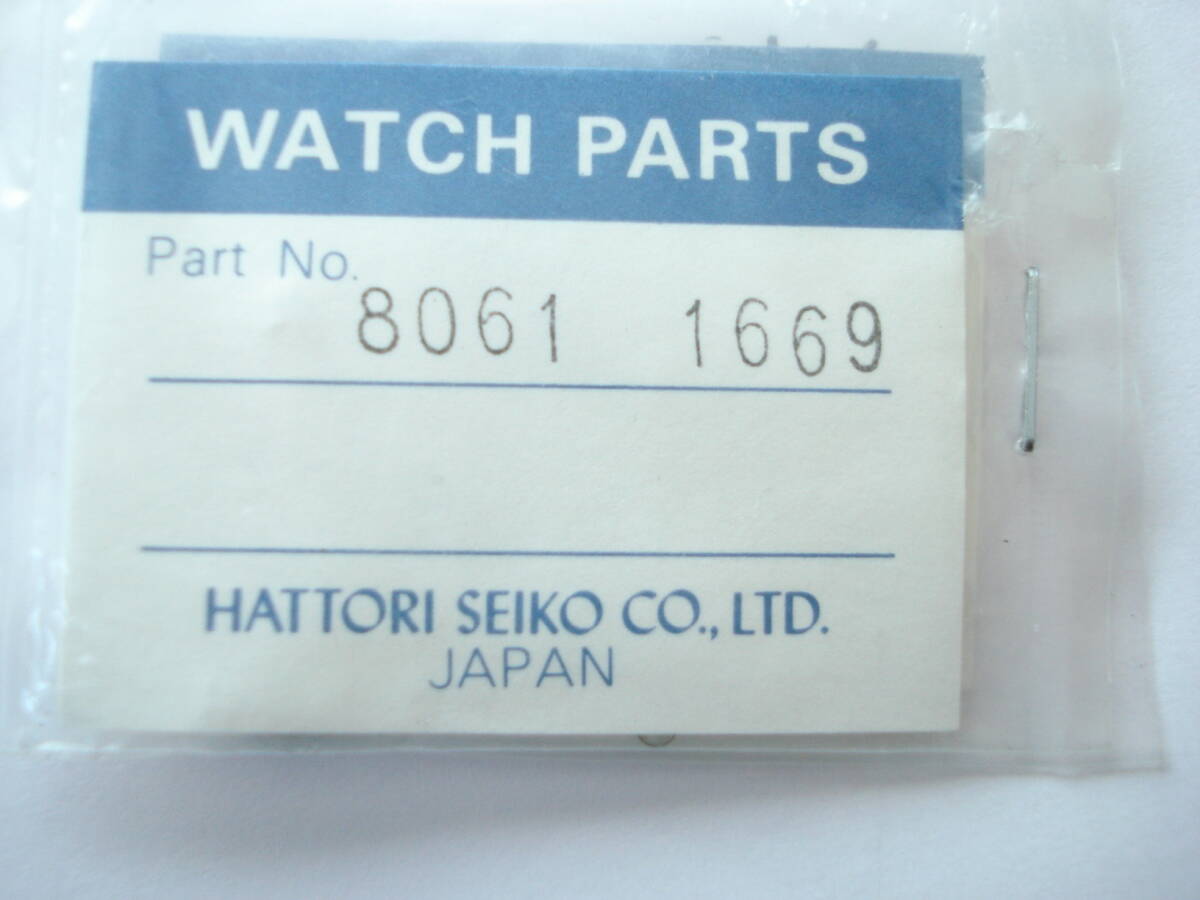 WATCH PARTS
Part No.
8061 1669
HATTORI SEIKO CO., LTD.
JAPAN